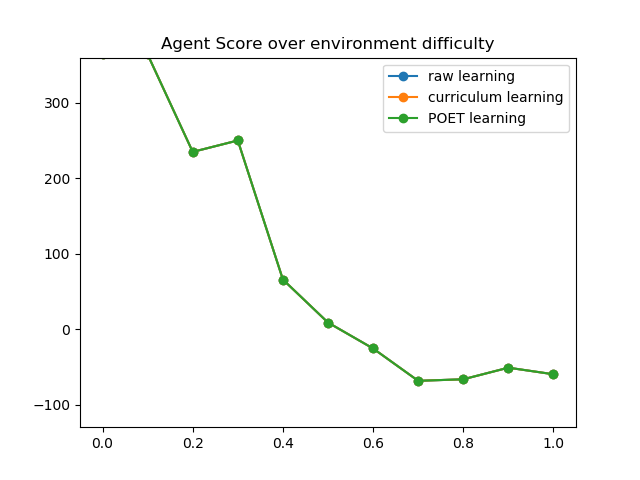 Agent Score over environment difficulty
raw learning
curriculum learning
POET learning
300
200
100
0
−100
0.0 0.2 0.4 0.6 0.8 1.0